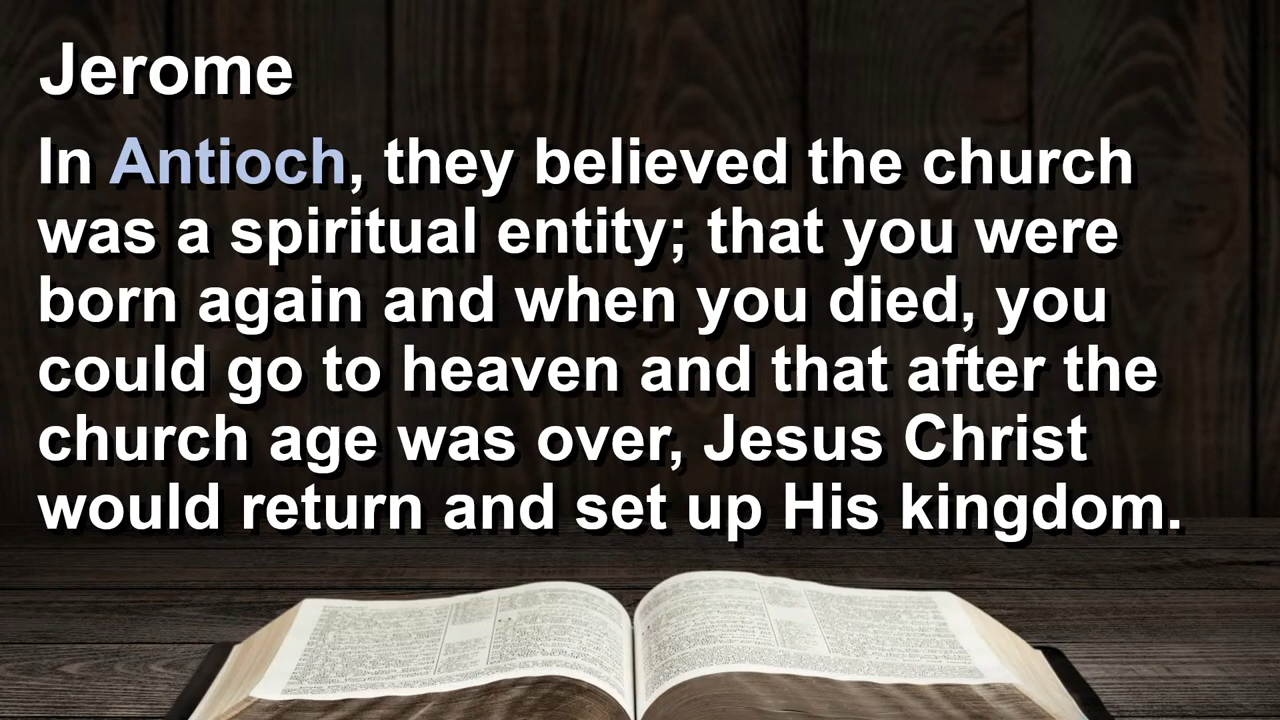 Jerome
In Antioch, they believed the church
was a spiritual entity; that you were
born again and when you died, you
could go to heaven and that after the
church age was over, Jesus Christ
would return and set up His kingdom.